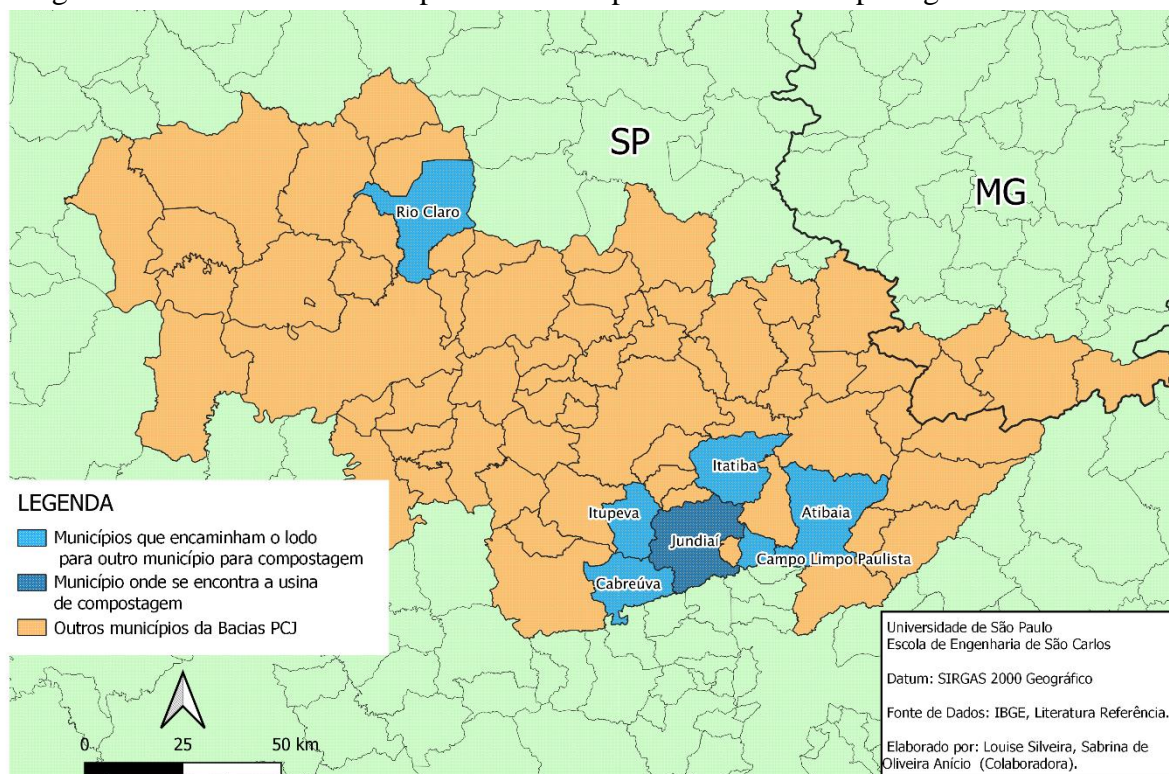 SP
MG
Rio Claro
Itatiba
Itupeva
Atibaia
Jundiaí
Campo Limpo Paulista
Cabreúva
LEGENDA
Municípios que encaminham o lodo
para outro município para compostagem
Município onde se encontra a usina
de compostagem
Outros municípios da Bacias PCJ
0 25 50 km
Universidade de São Paulo
Escola de Engenharia de São Carlos
Datum: SIRGAS 2000 Geográfico
Fonte de Dados: IBGE, Literatura Referência.
Elaborado por: Louise Silveira, Sabrina de
Oliveira Anício (Colaboradora).